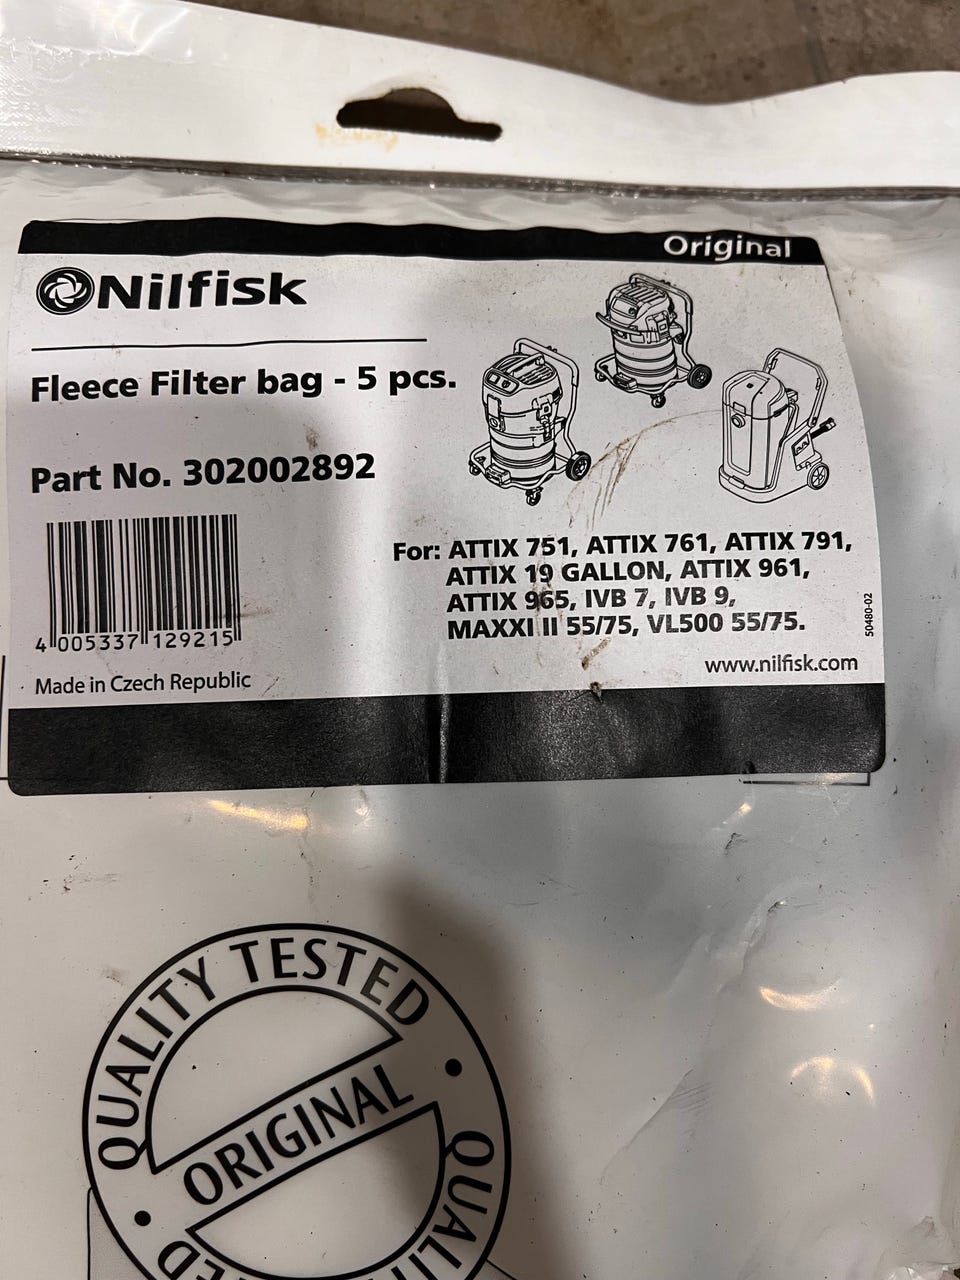 Original
Nilfisk
Fleece Filter bag - 5 pcs.
Part No. 302002892
For: ATTIX 751, ATTIX 761, ATTIX 791,
ATTIX 19 GALLON, ATTIX 961,
ATTIX 965, IVB 7, IVB 9,
MAXXI II 55/75, VL500 55/75.
50480-02
4 005337 129215
www.nilfisk.com
Made in Czech Republic
QUALITY TESTED
ORIGINAL